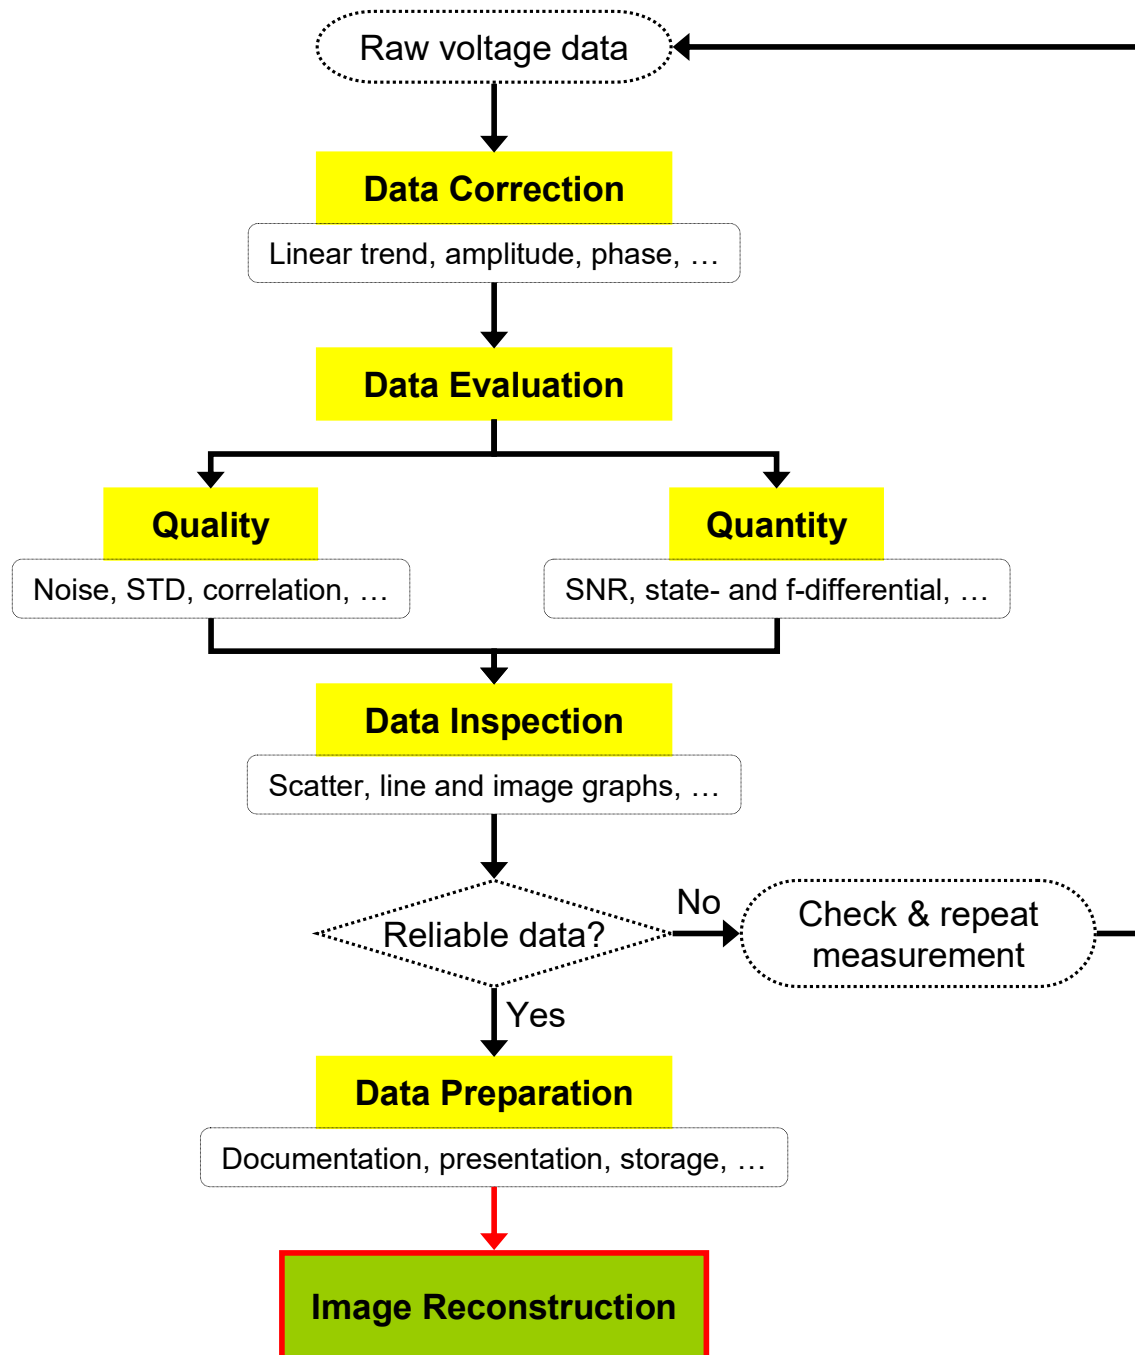 Raw voltage data
Data Correction
Linear trend, amplitude, phase, …
Data Evaluation
Quality
Quantity
Noise, STD, correlation, …
SNR, state- and f-differential, …
Data Inspection
Scatter, line and image graphs, …
Reliable data?
No
Check & repeat
measurement
Yes
Data Preparation
Documentation, presentation, storage, …
Image Reconstruction